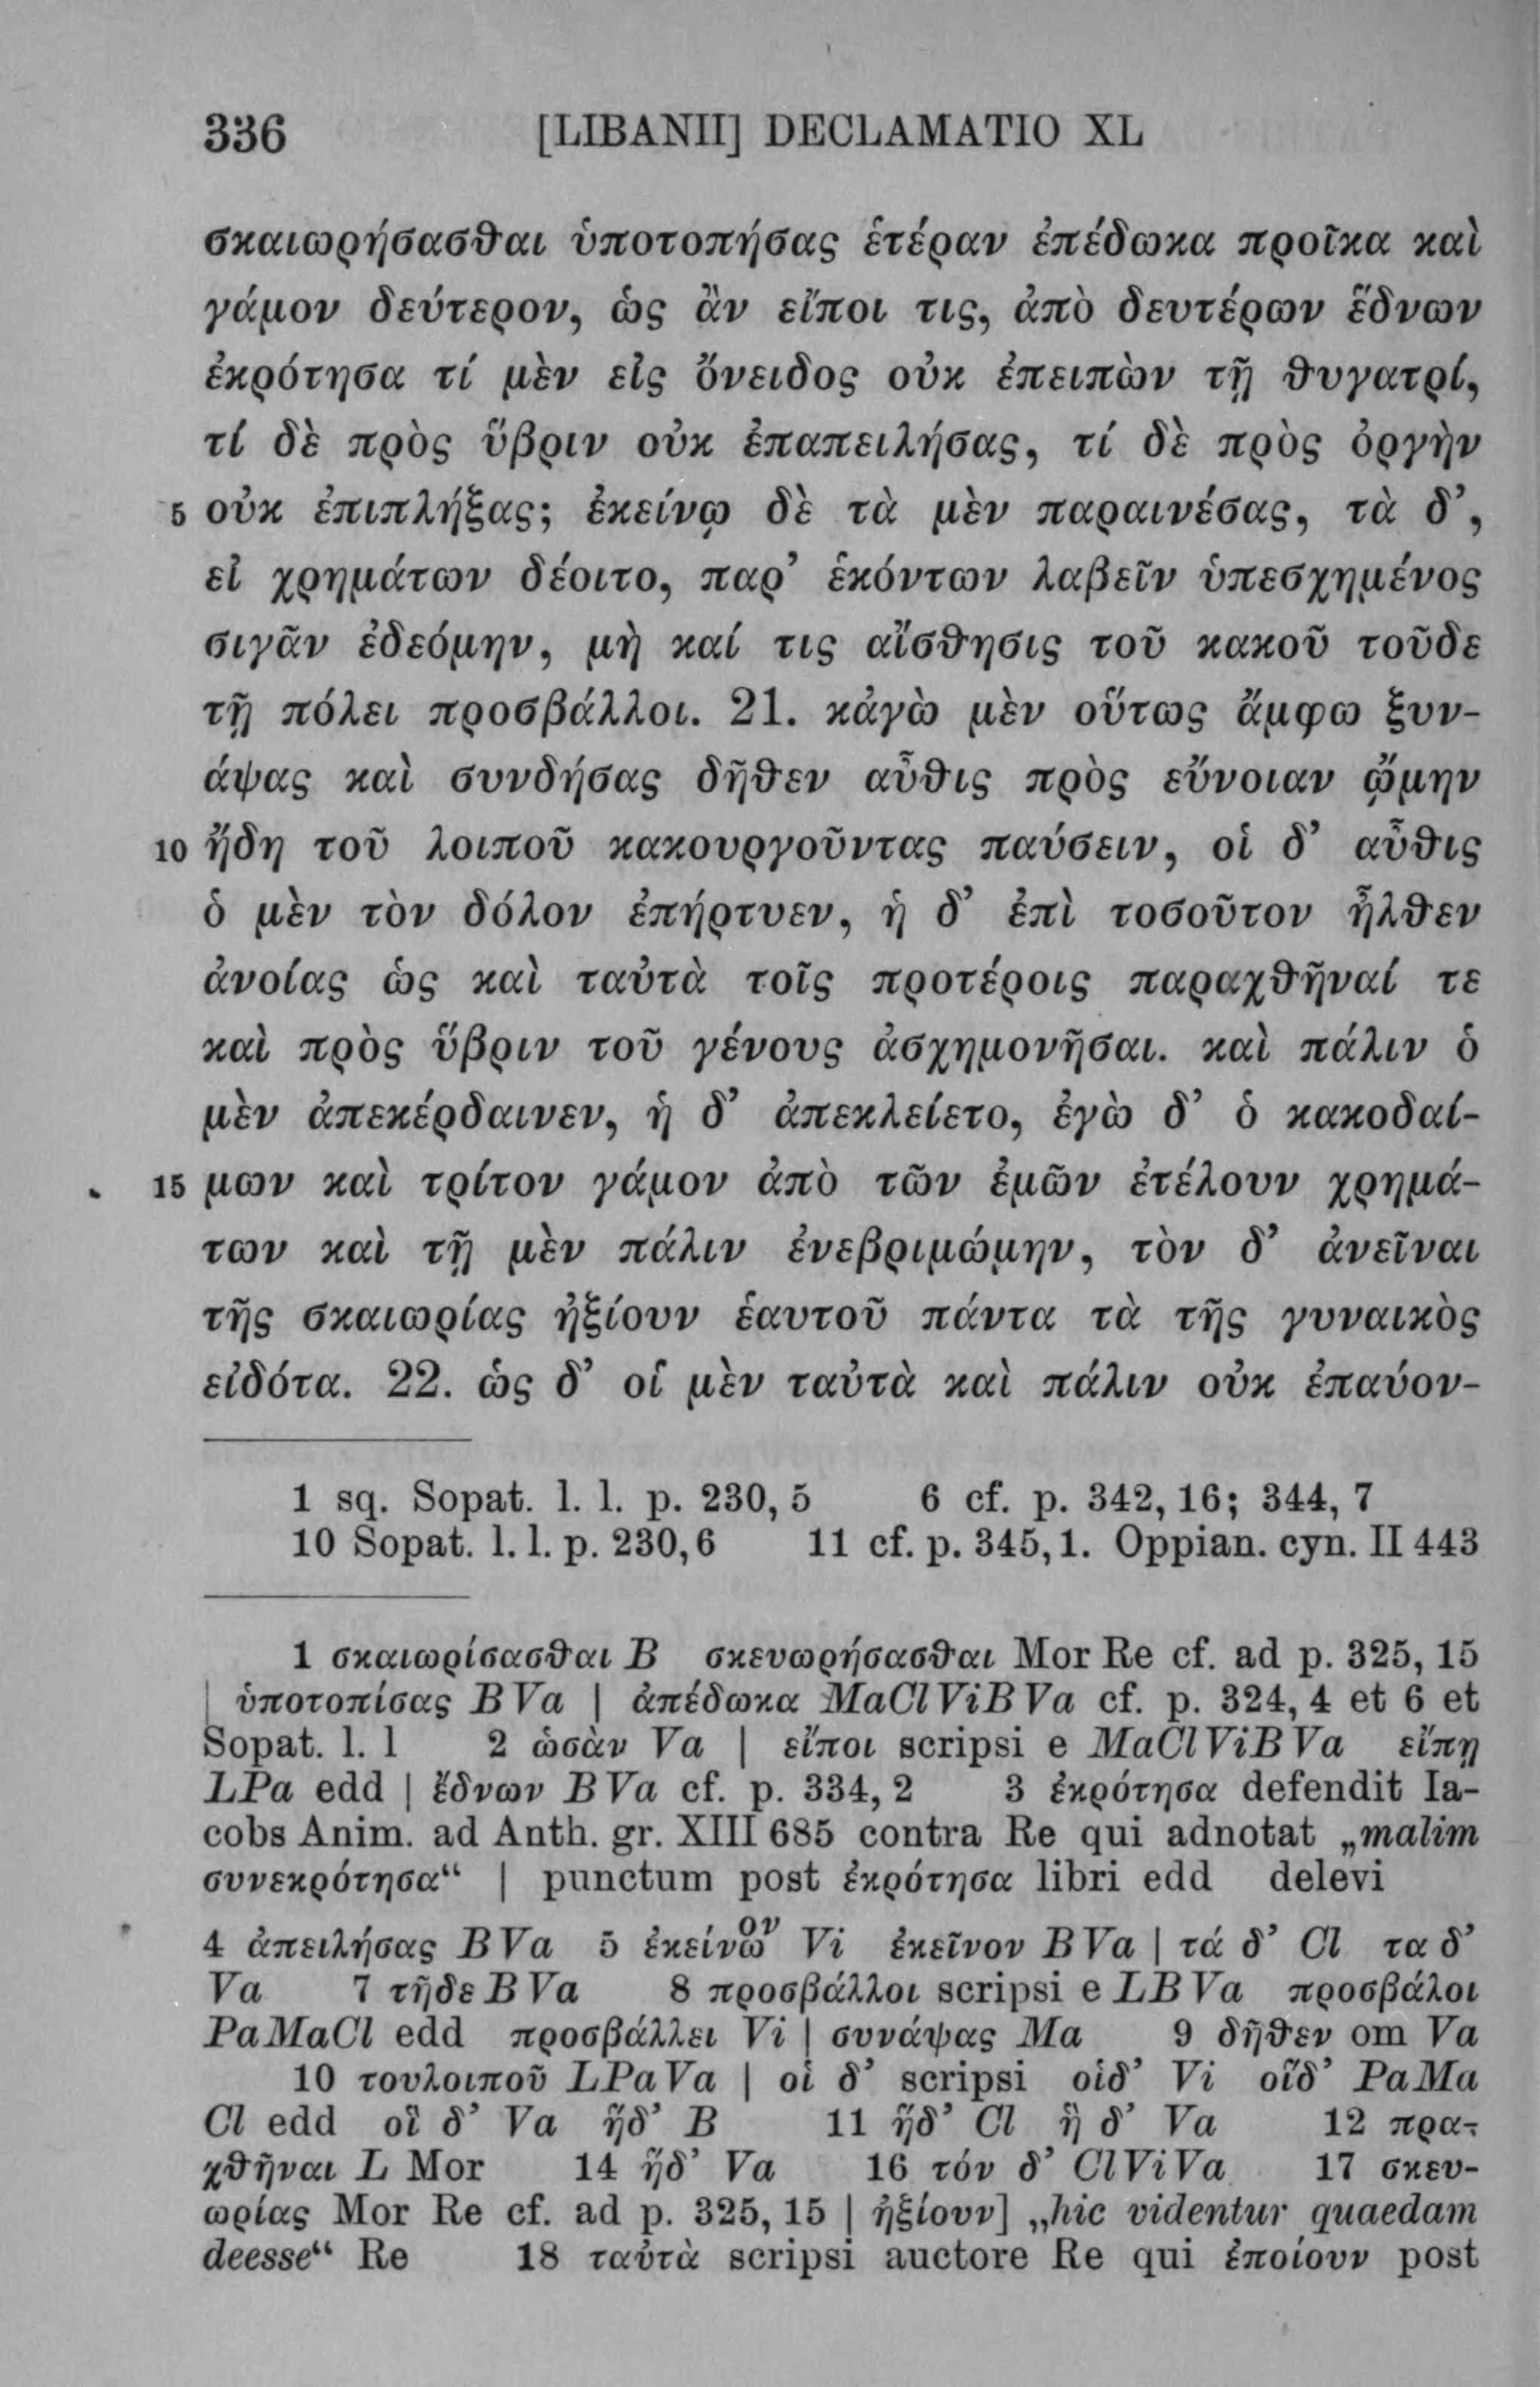 336 [LIBANII] DECLAMATIO XL
σκαιωρήσασθαι ὑποτοπήσας ἑτέραν ἐπέδωκα προῖκα καὶ
γάμον δεύτερον, ὡς ἂν εἴποι τις, ἀπὸ δευτέρων ἕδνων
ἐκρότησα τί μὲν εἰς ὄνειδος οὐκ ἐπειπὼν τῇ θυγατρί,
τί δὲ πρὸς ὕβριν οὐκ ἐπαπειλήσας, τί δὲ πρὸς ὀργὴν
5 οὐκ ἐπιπλήξας; ἐκείνῳ δὲ τὰ μὲν παραινέσας, τὰ δ’,
εἰ χρημάτων δέοιτο, παρ’ ἑκόντων λαβεῖν ὑπεσχημένος
σιγᾶν ἐδεόμην, μὴ καί τις αἴσθησις τοῦ κακοῦ τοῦδε
τῇ πόλει προσβάλλοι. 21. κἀγὼ μὲν οὕτως ἄμφω ξυν-
άψας καὶ συνδήσας δῆθεν αὖθις πρὸς εὔνοιαν ᾤμην
10 ἤδη τοῦ λοιποῦ κακουργοῦντας παύσειν, οἱ δ’ αὖθις
ὁ μὲν τὸν δόλον ἐπήρτυεν, ἡ δ’ ἐπὶ τοσοῦτον ἦλθεν
ἀνοίας ὡς καὶ ταὐτὰ τοῖς προτέροις παραχθῆναί τε
καὶ πρὸς ὕβριν τοῦ γένους ἀσχημονῆσαι. καὶ πάλιν ὁ
μὲν ἀπεκέρδαινεν, ἡ δ’ ἀπεκλείετο, ἐγὼ δ’ ὁ κακοδαί-
15 μων καὶ τρίτον γάμον ἀπὸ τῶν ἐμῶν ἐτέλουν χρημά-
των καὶ τῇ μὲν πάλιν ἐνεβριμώμην, τὸν δ’ ἀνεῖναι
τῆς σκαιωρίας ἠξίουν ἑαυτοῦ πάντα τὰ τῆς γυναικὸς
εἰδότα. 22. ὡς δ’ οἱ μὲν ταὐτὰ καὶ πάλιν οὐκ ἐπαύον-
1 sq. Sopat. l. l. p. 230, 5 6 cf. p. 342, 16; 344, 7
10 Sopat. l. l. p. 230, 6 11 cf. p. 345, 1. Oppian. cyn. II 443
1 σκαιωρίσασθαι B σκευωρήσασθαι Mor Re cf. ad p. 325, 15
| ὑποτοπίσας B Va | ἀπέδωκα MaClViBVa cf. p. 324, 4 et 6 et
Sopat. l. l 2 ὡσὰν Va | εἴποι scripsi e MaClViBVa εἴπῃ
LPa edd | ἔδνων BVa cf. p. 334, 2 3 ἐκρότησα defendit Ia-
cobs Anim. ad Anth. gr. XIII 685 contra Re qui adnotat „malim
συνεκρότησα“ | punctum post ἐκρότησα libri edd delevi
4 ἀπειλήσας BVa 5 ἐκείνῶον Vi ἐκεῖνον BVa | τά δ’ Cl τα δ’
Va 7 τῆδε BVa 8 προσβάλλοι scripsi e LBVa προσβάλοι
PaMaCl edd προσβάλλει Vi | συνάψας Ma 9 δῆθεν om Va
10 τουλοιποῦ LPaVa | οἱ δ’ scripsi οἱδ’ Vi οἵδ’ PaMa
Cl edd οἳ δ’ Va ἥδ’ B 11 ἥδ’ Cl ἣ δ’ Va 12 πρα-
χθῆναι L Mor 14 ἥδ’ Va 16 τόν δ’ ClViVa 17 σκευ-
ωρίας Mor Re cf. ad p. 325, 15 | ἠξίουν] „hic videntur quaedam
deesse“ Re 18 ταὐτὰ scripsi auctore Re qui ἐποίουν post